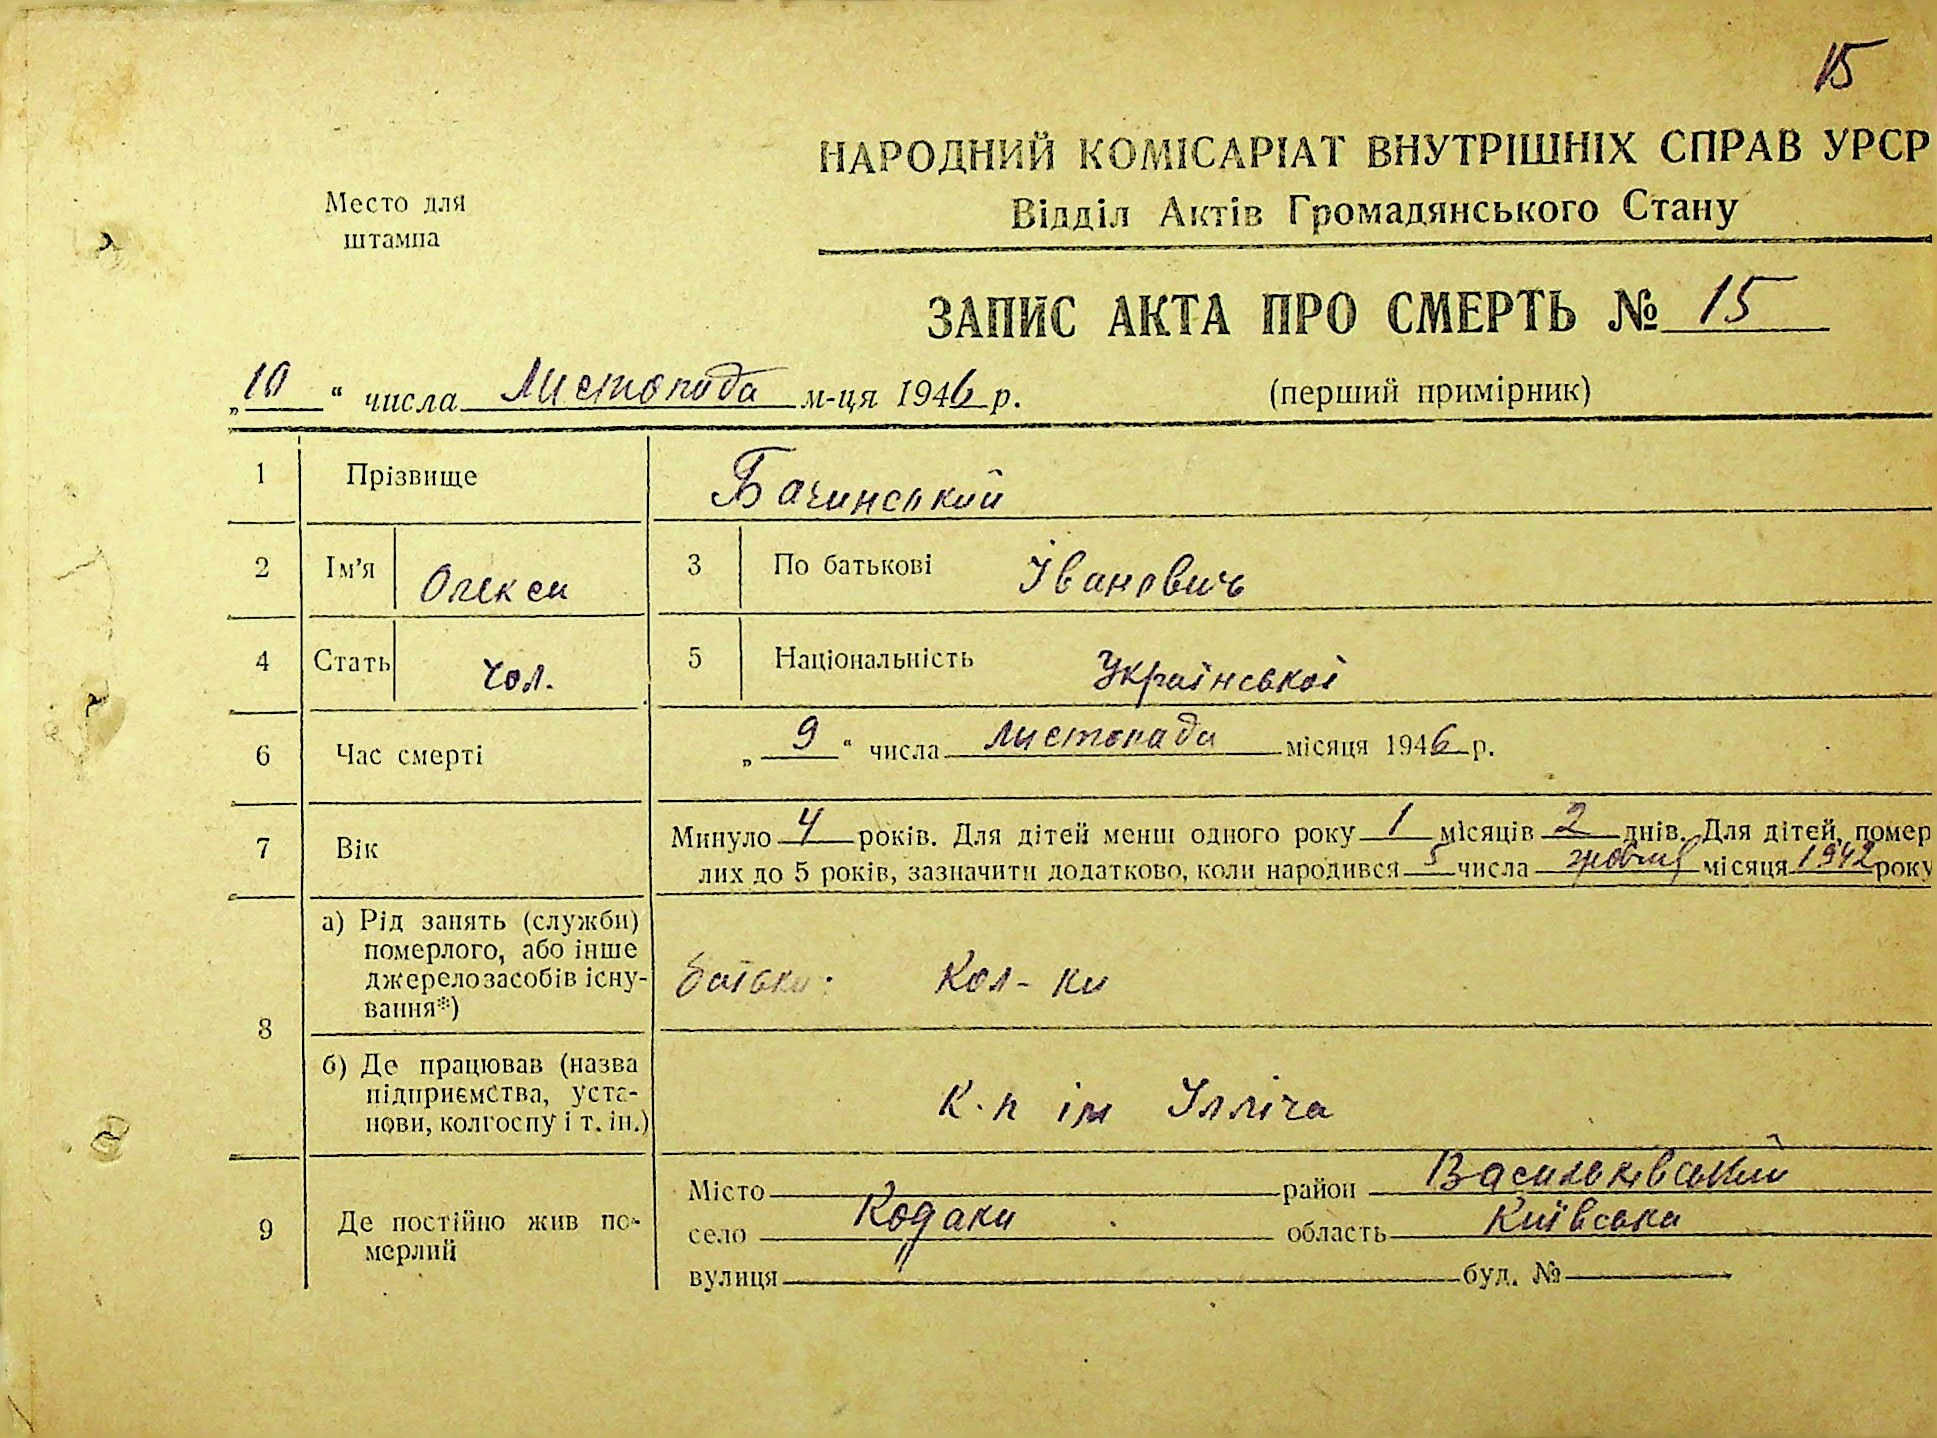 15
НАРОДНИЙ КОМІСАРІАТ ВНУТРІШНІХ СПРАВ УРСР
Відділ Актів Громадянського Стану
Место для
штампа
ЗАПИС АКТА ПРО СМЕРТЬ № 15
„10“ числа Листопада м-ця 1946 р. (перший примірник)
1 Прізвище Бачинський
2 Ім'я Олекса 3 По батькові Іванович
4 Стать Чол. 5 Національність Української
6 Час смерті „9“ числа листопада місяця 1946 р.
7 Вік Минуло 4 років. Для дітей менш одного року 1 місяців 2 днів. Для дітей, помер
лих до 5 років, зазначити додатково, коли народився 5 числа жовтня місяця 1942 року
8 а) Рід занять (служби)
померлого, або інше
джерело засобів існу-
вання*) батьки Кол-ки
б) Де працював (назва
підприємства, уста-
нови, колгоспу і т. ін.) к-п ім Ілліча
9 Де постійно жив по-
мерлий
Місто район Васильківський
село Кодаки область Київська
вулиця буд. №